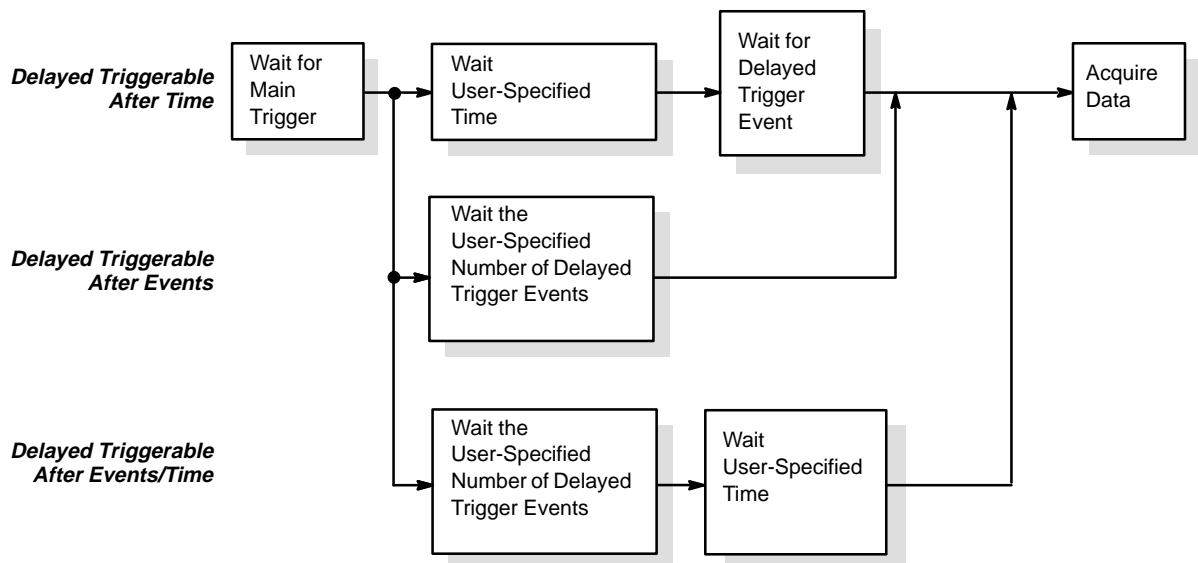 Delayed Triggerable
After Time
Wait for
Main
Trigger
Wait
User-Specified
Time
Wait for
Delayed
Trigger
Event
Acquire
Data
Delayed Triggerable
After Events
Wait the
User-Specified
Number of Delayed
Trigger Events
Delayed Triggerable
After Events/Time
Wait the
User-Specified
Number of Delayed
Trigger Events
Wait
User-Specified
Time